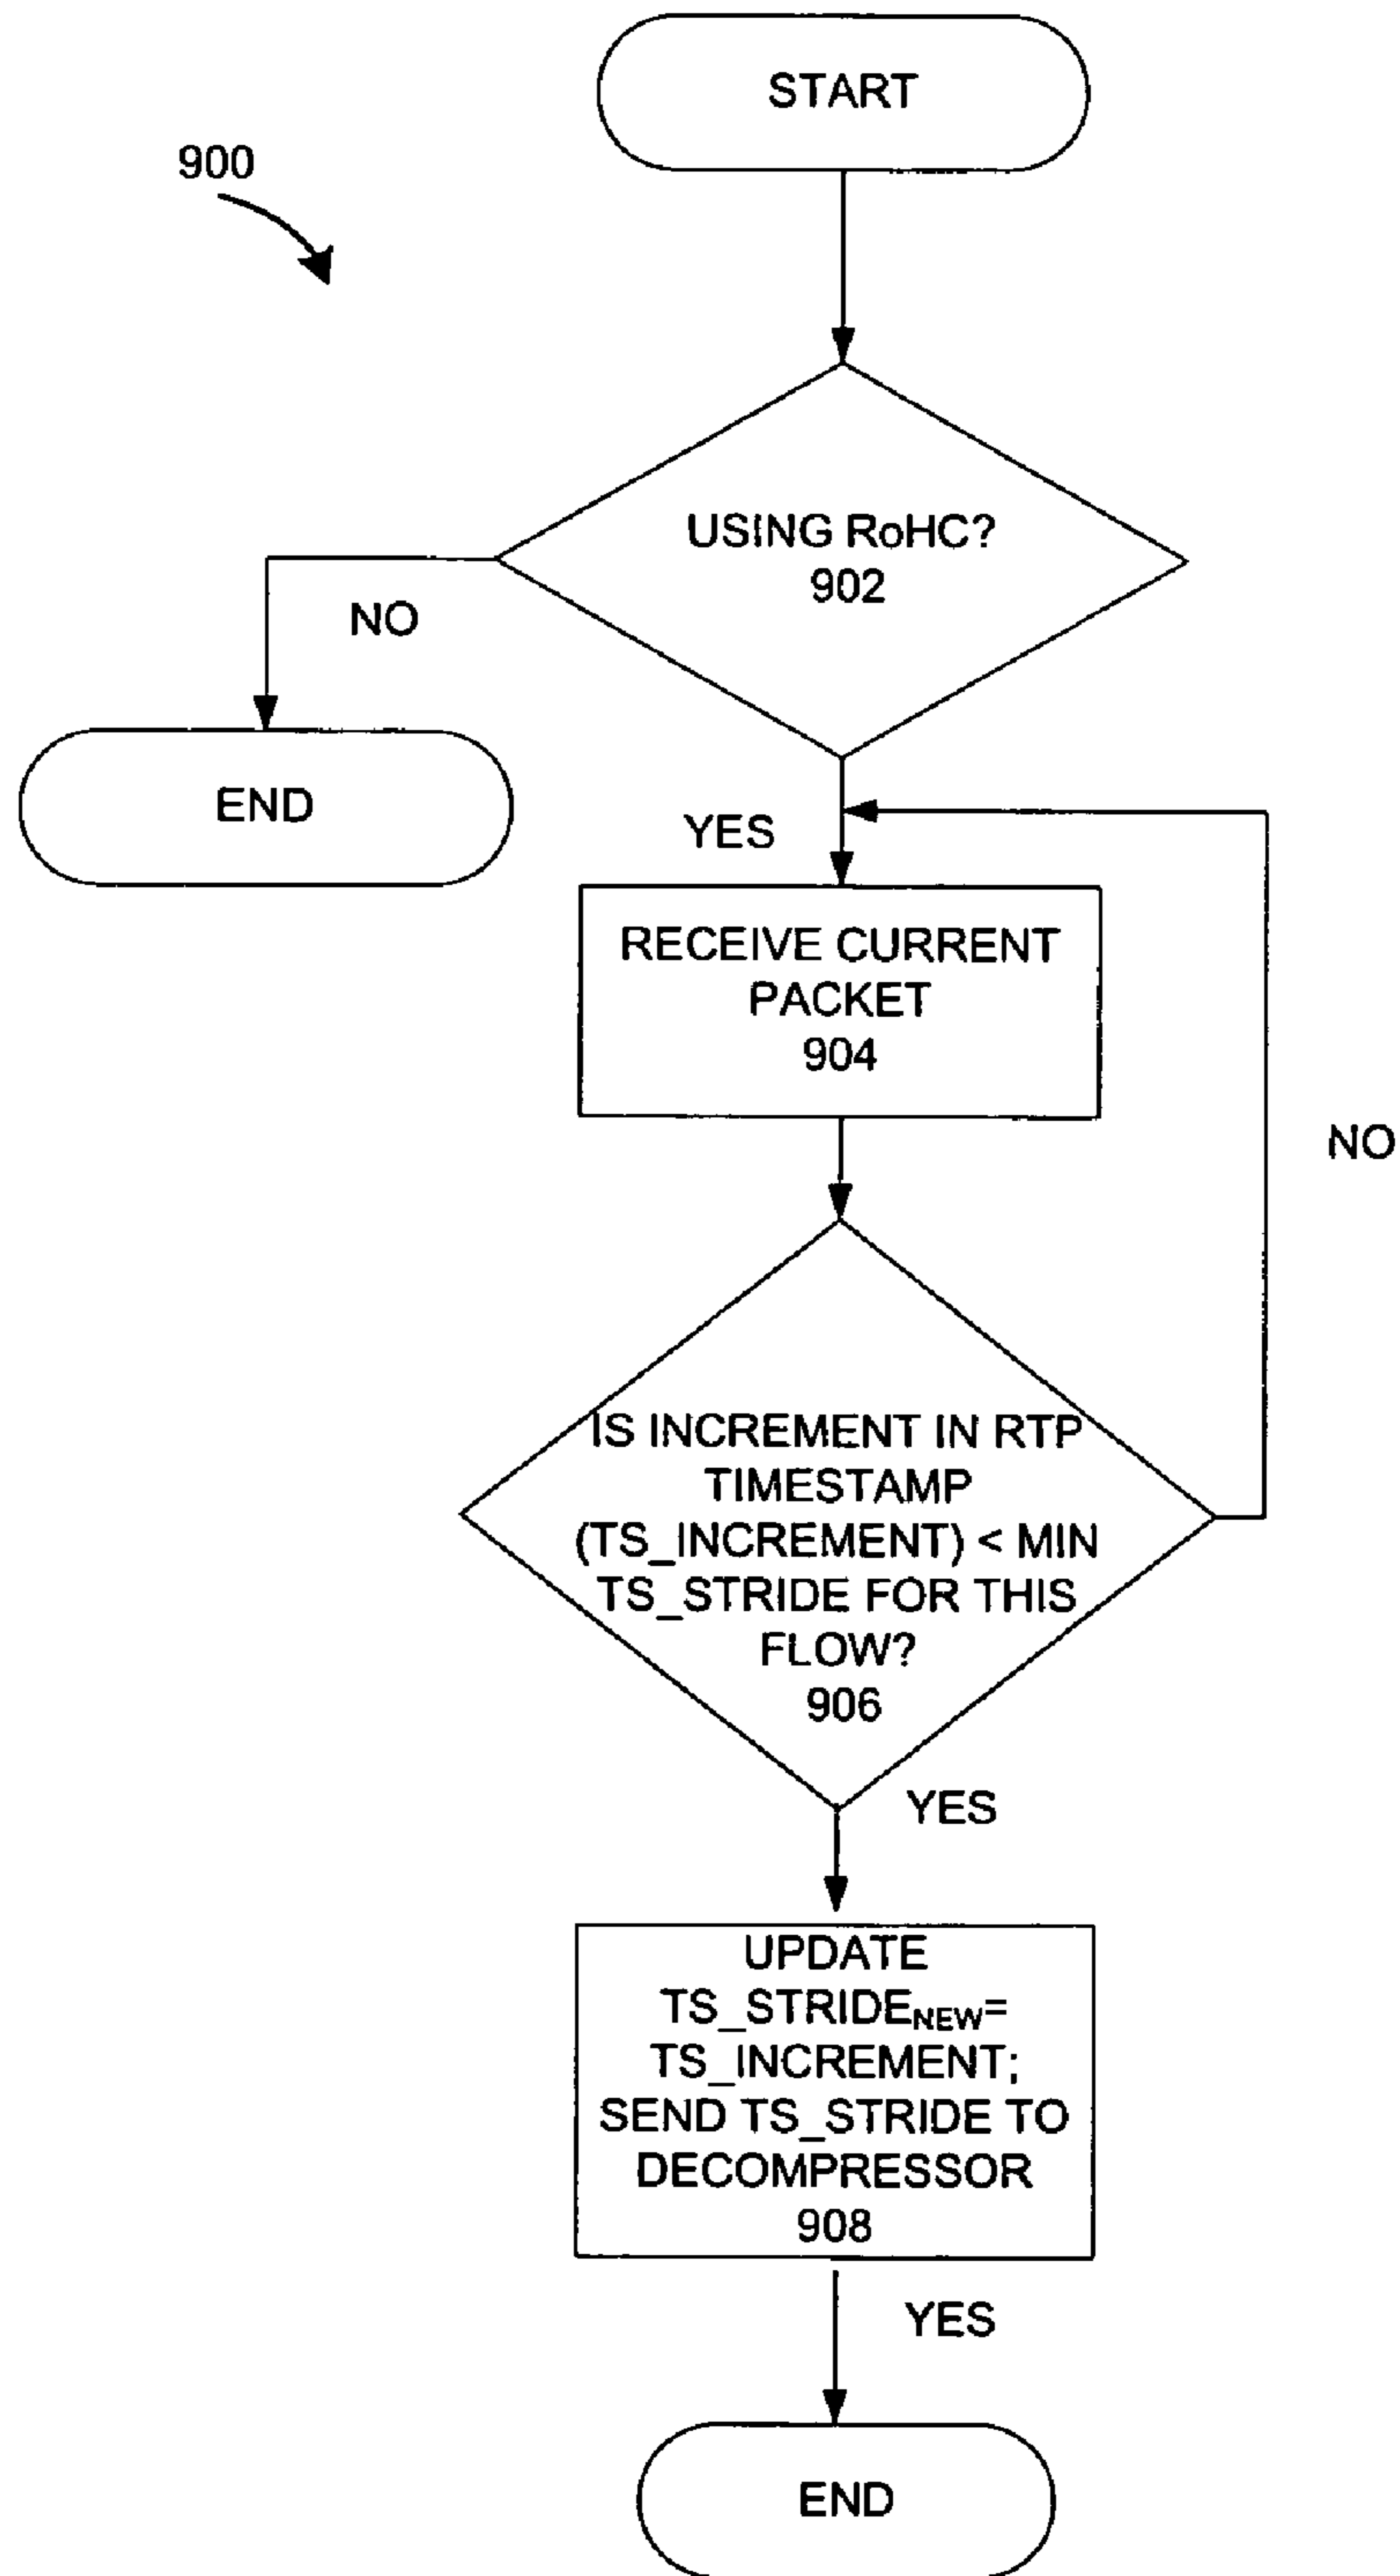 START
900
USING RoHC?
902
NO
END
YES
RECEIVE CURRENT
PACKET
904
NO
IS INCREMENT IN RTP
TIMESTAMP
(TS_INCREMENT) < MIN
TS_STRIDE FOR THIS
FLOW?
906
YES
UPDATE
TS_STRIDENEW=
TS_INCREMENT;
SEND TS_STRIDE TO
DECOMPRESSOR
908
YES
END